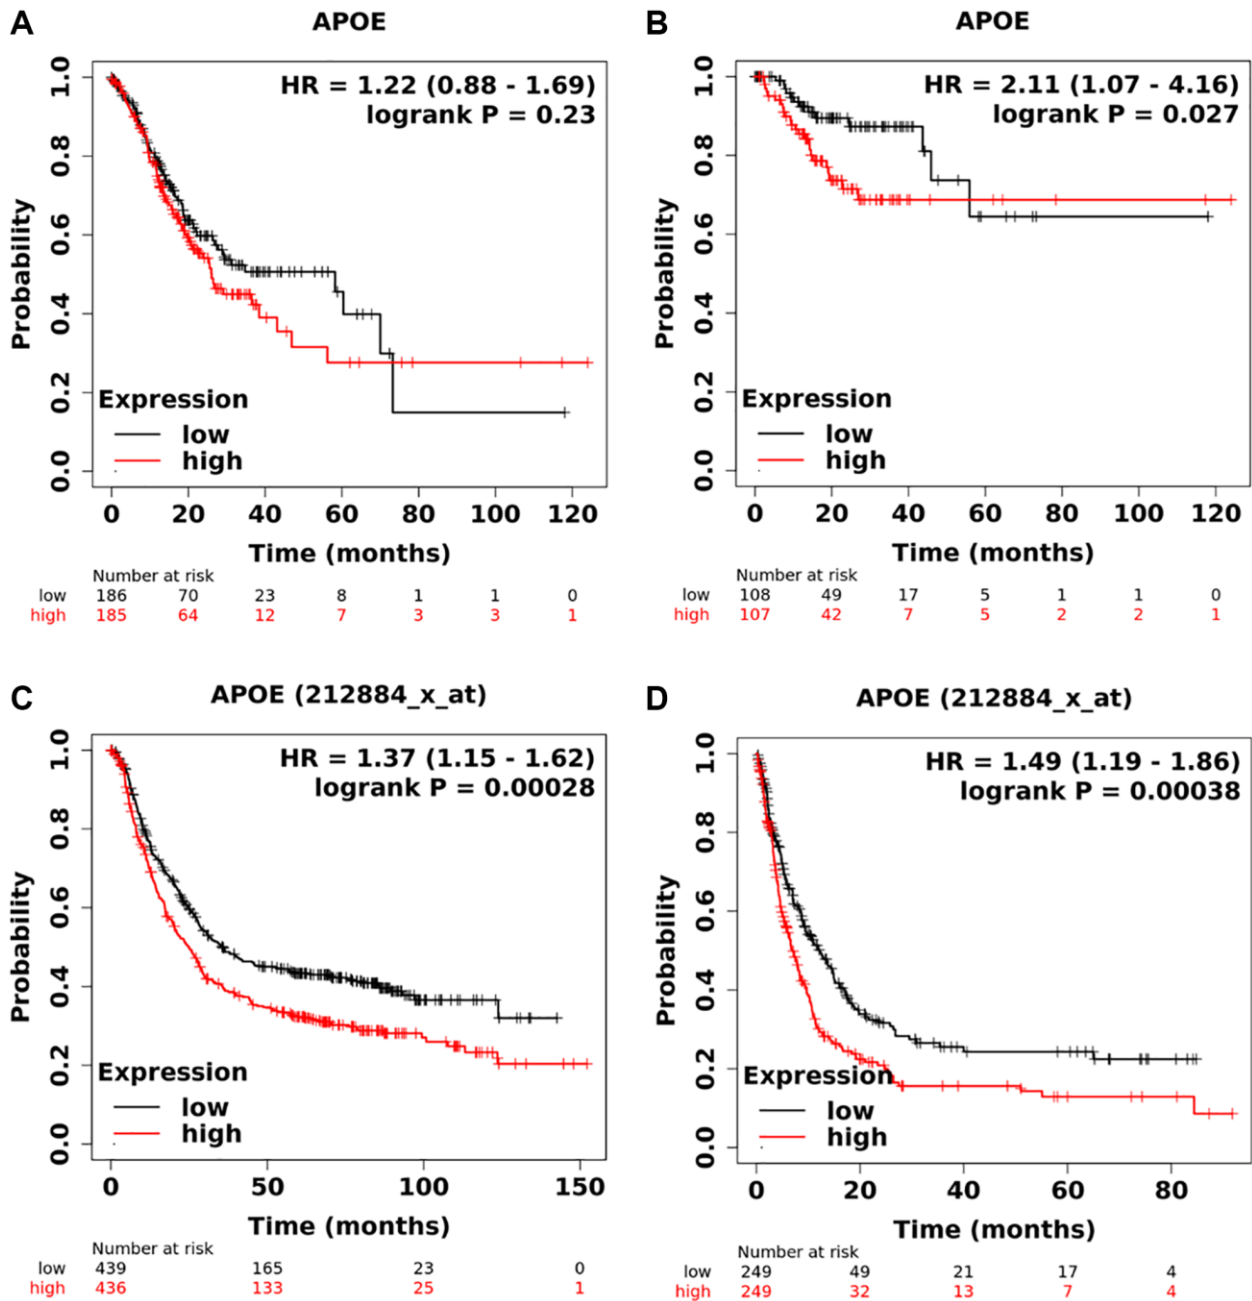 A
APOE
HR = 1.22 (0.88 - 1.69)
logrank P = 0.23
Probability
1.0
0.8
0.6
0.4
0.2
0.0
Expression
low
high
0 20 40 60 80 100 120
Time (months)
Number at risk
low 186 70 23 8 1 1 0
high 185 64 12 7 3 3 1
B
APOE
HR = 2.11 (1.07 - 4.16)
logrank P = 0.027
Probability
1.0
0.8
0.6
0.4
0.2
0.0
Expression
low
high
0 20 40 60 80 100 120
Time (months)
Number at risk
low 108 49 17 5 1 1 0
high 107 42 7 5 2 2 1
C
APOE (212884_x_at)
HR = 1.37 (1.15 - 1.62)
logrank P = 0.00028
Probability
1.0
0.8
0.6
0.4
0.2
0.0
Expression
low
high
0 50 100 150
Time (months)
Number at risk
low 439 165 23 0
high 436 133 25 1
D
APOE (212884_x_at)
HR = 1.49 (1.19 - 1.86)
logrank P = 0.00038
Probability
1.0
0.8
0.6
0.4
0.2
0.0
Expression
low
high
0 20 40 60 80
Time (months)
Number at risk
low 249 49 21 17 4
high 249 32 13 7 4